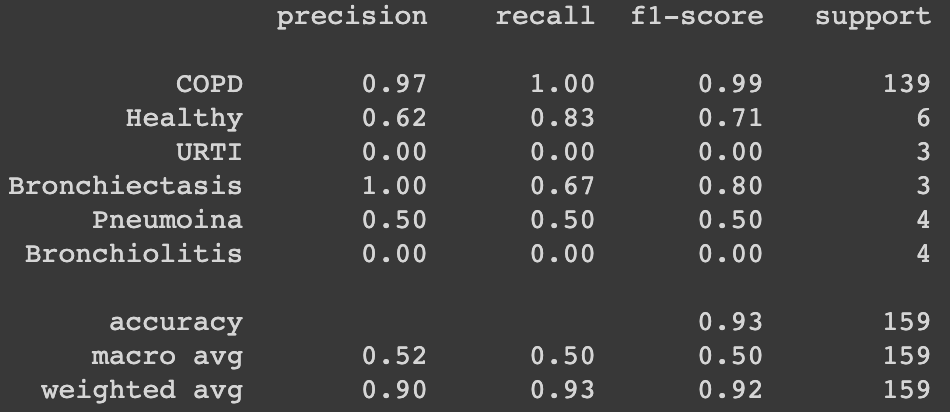 precision recall f1-score support
COPD 0.97 1.00 0.99 139
Healthy 0.62 0.83 0.71 6
URTI 0.00 0.00 0.00 3
Bronchiectasis 1.00 0.67 0.80 3
Pneumoina 0.50 0.50 0.50 4
Bronchiolitis 0.00 0.00 0.00 4
accuracy 0.93 159
macro avg 0.52 0.50 0.50 159
weighted avg 0.90 0.93 0.92 159